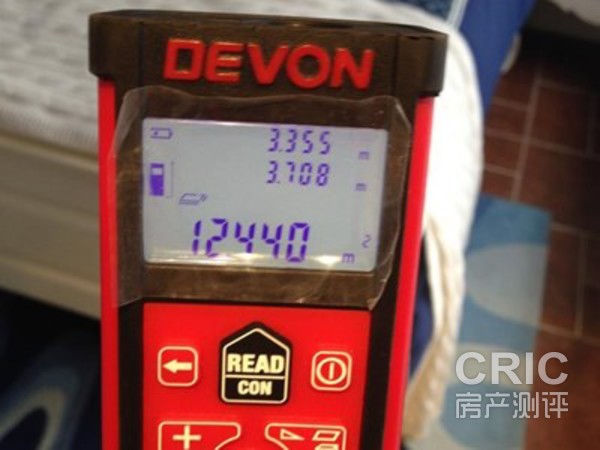 DEVON
3.355 m
3.708 m
12.440 m²
READ
CON
CRIC
房产测评